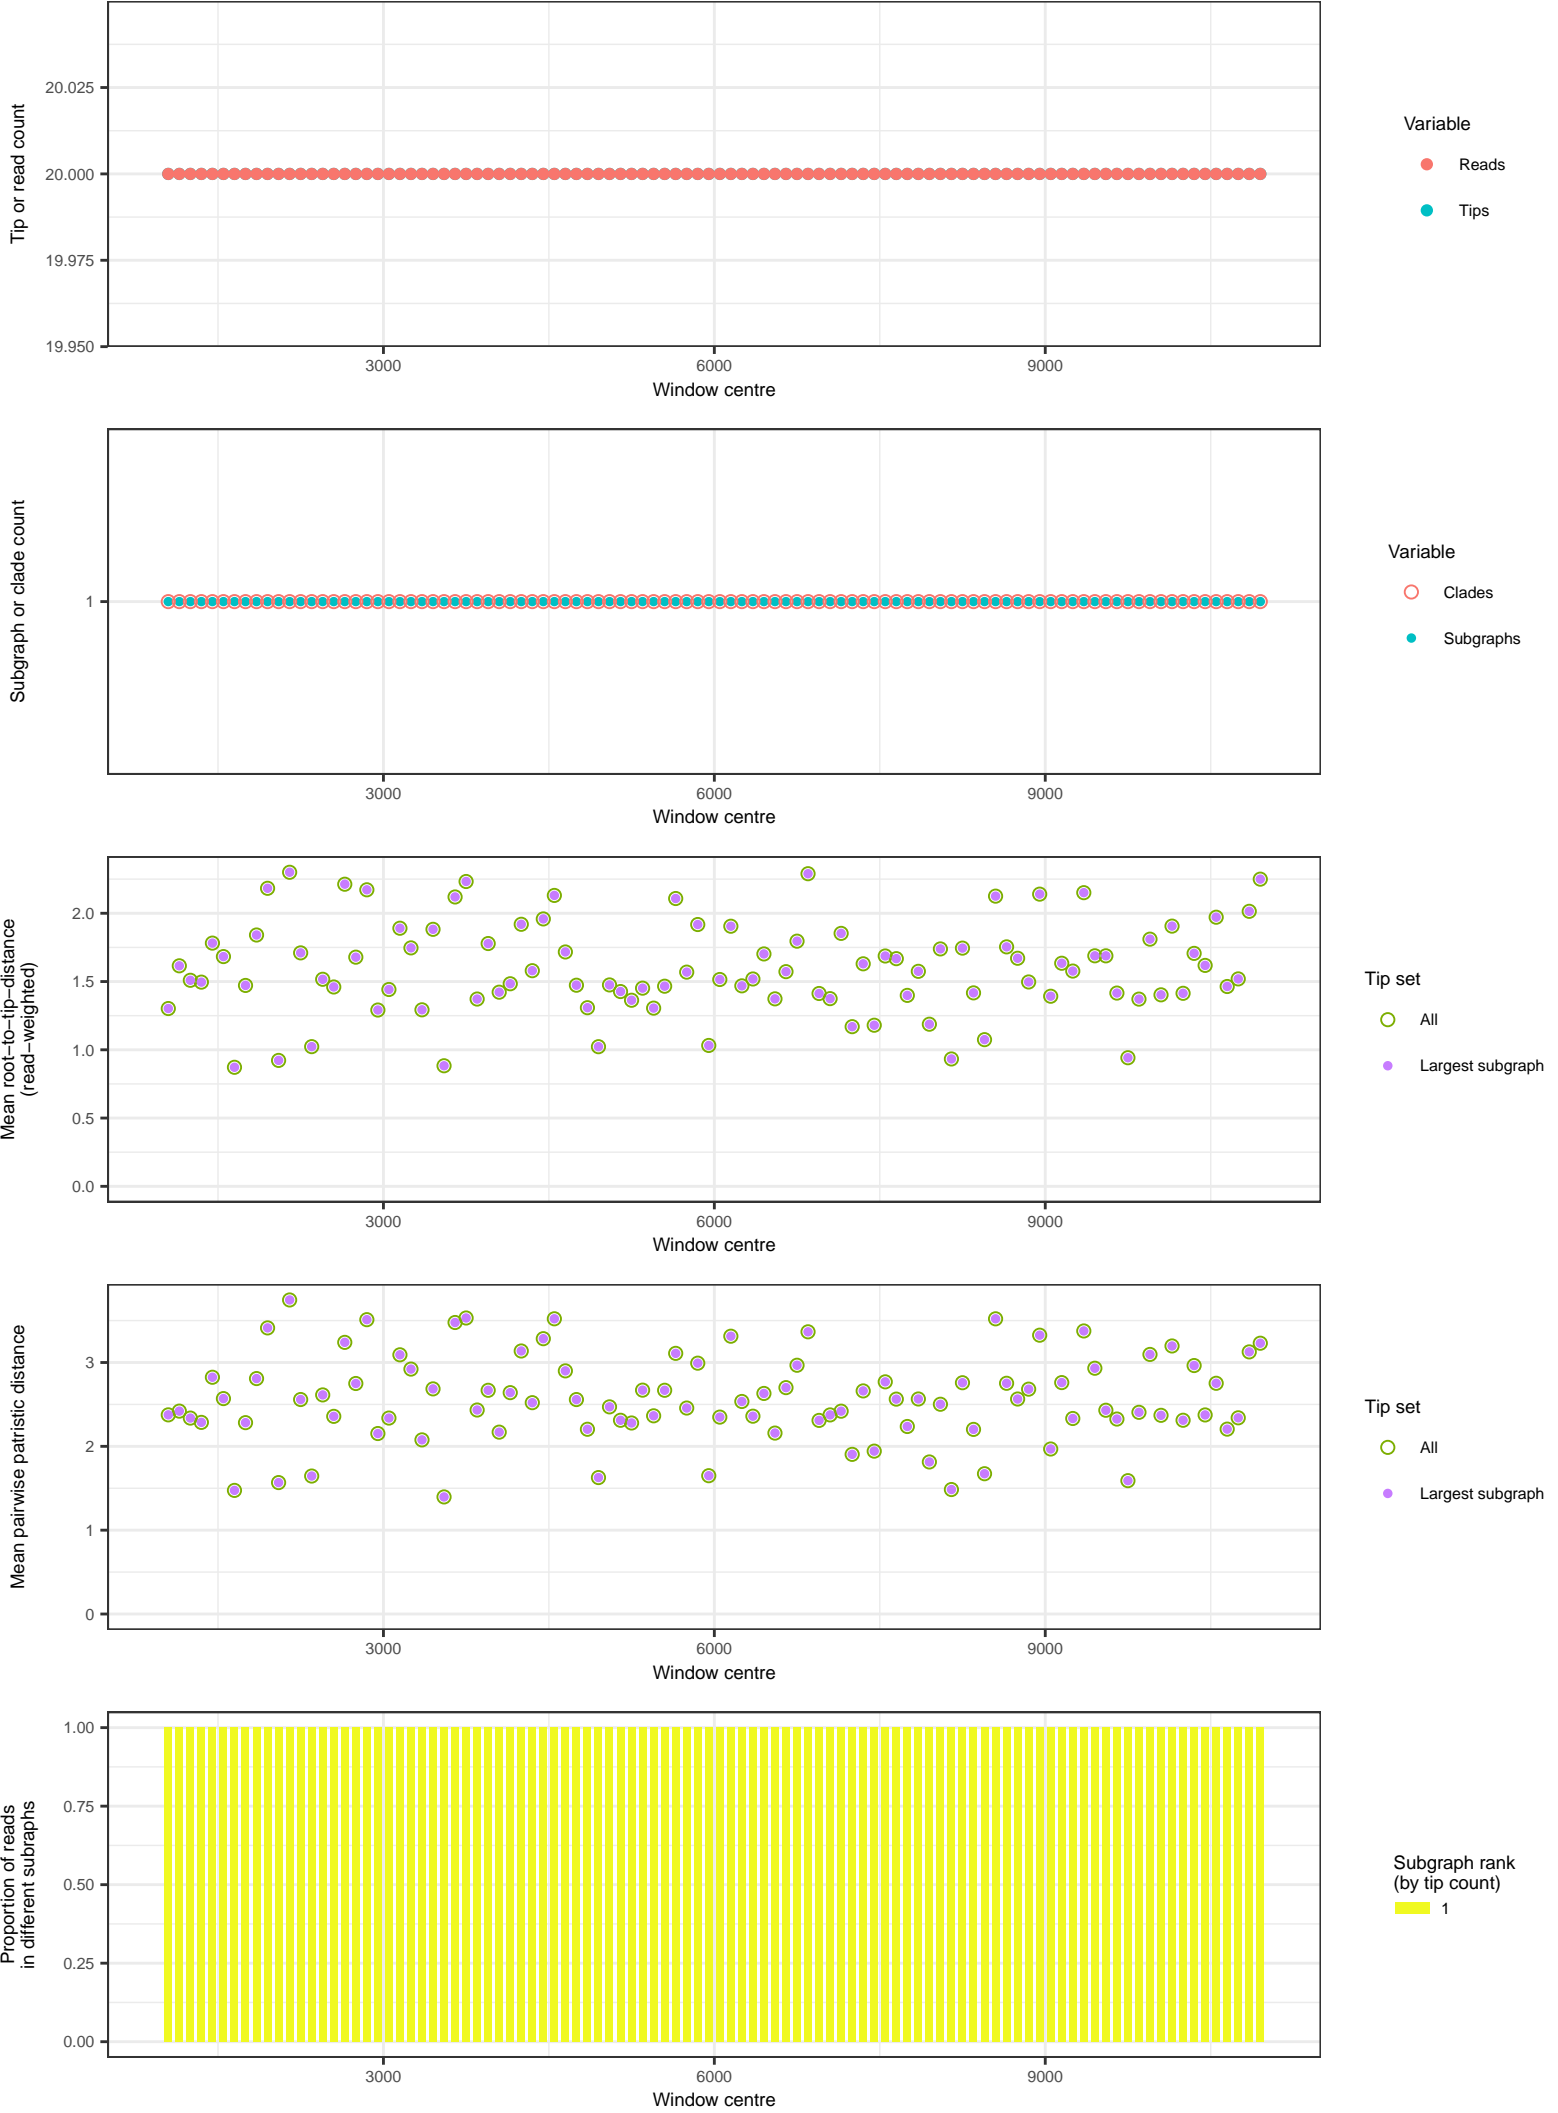 20.025
20.000
19.975
19.950
Tip or read count
3000 6000 9000
Window centre
Variable
Reads
Tips
1
Subgraph or clade count
3000 6000 9000
Window centre
Variable
Clades
Subgraphs
2.0
1.5
1.0
0.5
0.0
Mean root−to−tip−distance
(read−weighted)
3000 6000 9000
Window centre
Tip set
All
Largest subgraph
3
2
1
0
Mean pairwise patristic distance
3000 6000 9000
Window centre
Tip set
All
Largest subgraph
1.00
0.75
0.50
0.25
0.00
Proportion of reads
in different subraphs
3000 6000 9000
Window centre
Subgraph rank
(by tip count)
1